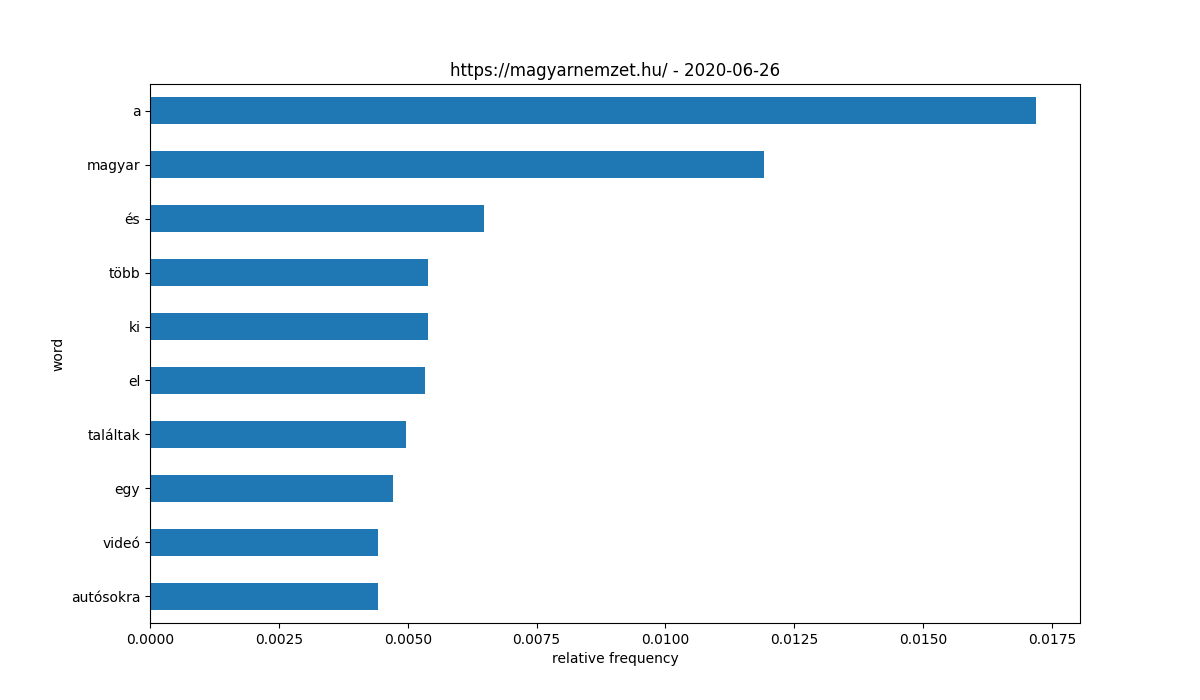 https://magyarnemzet.hu/ - 2020-06-26
a
magyar
és
több
ki
el
találtak
egy
videó
autósokra
word
0.0000 0.0025 0.0050 0.0075 0.0100 0.0125 0.0150 0.0175
relative frequency